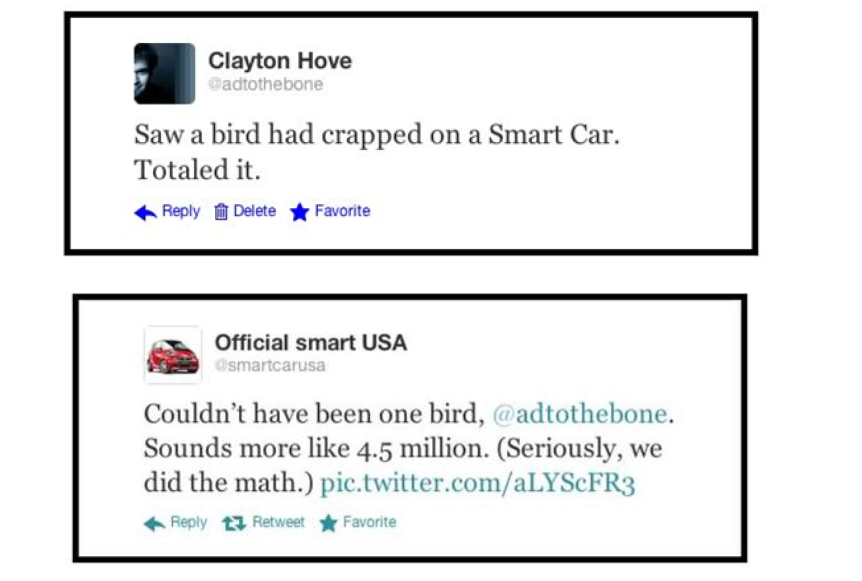 Clayton Hove
@adtothebone
Saw a bird had crapped on a Smart Car.
Totaled it.
Reply Delete Favorite
Official smart USA
@smartcarusa
Couldn't have been one bird, @adtothebone.
Sounds more like 4.5 million. (Seriously, we
did the math.) pic.twitter.com/aLYScFR3
Reply Retweet Favorite